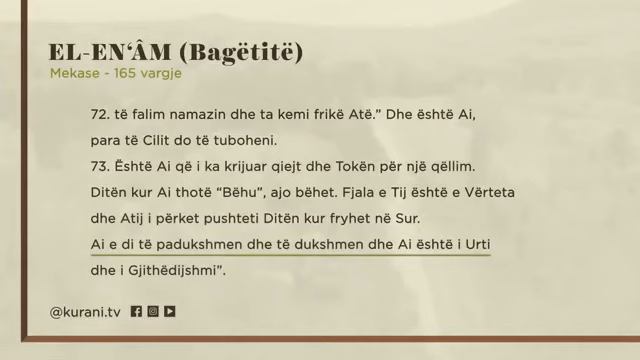 EL-EN‘ÂM (Bagëtitë)
Mekase - 165 vargje
72. të falim namazin dhe ta kemi frikë Atë.” Dhe është Ai,
para të Cilit do të tuboheni.
73. Është Ai që i ka krijuar qiejt dhe Tokën për një qëllim.
Ditën kur Ai thotë “Bëhu”, ajo bëhet. Fjala e Tij është e Vërteta
dhe Atij i përket pushteti Ditën kur fryhet në Sur.
Ai e di të padukshmen dhe të dukshmen dhe Ai është i Urti
dhe i Gjithëdijshmi”.
@kurani.tv